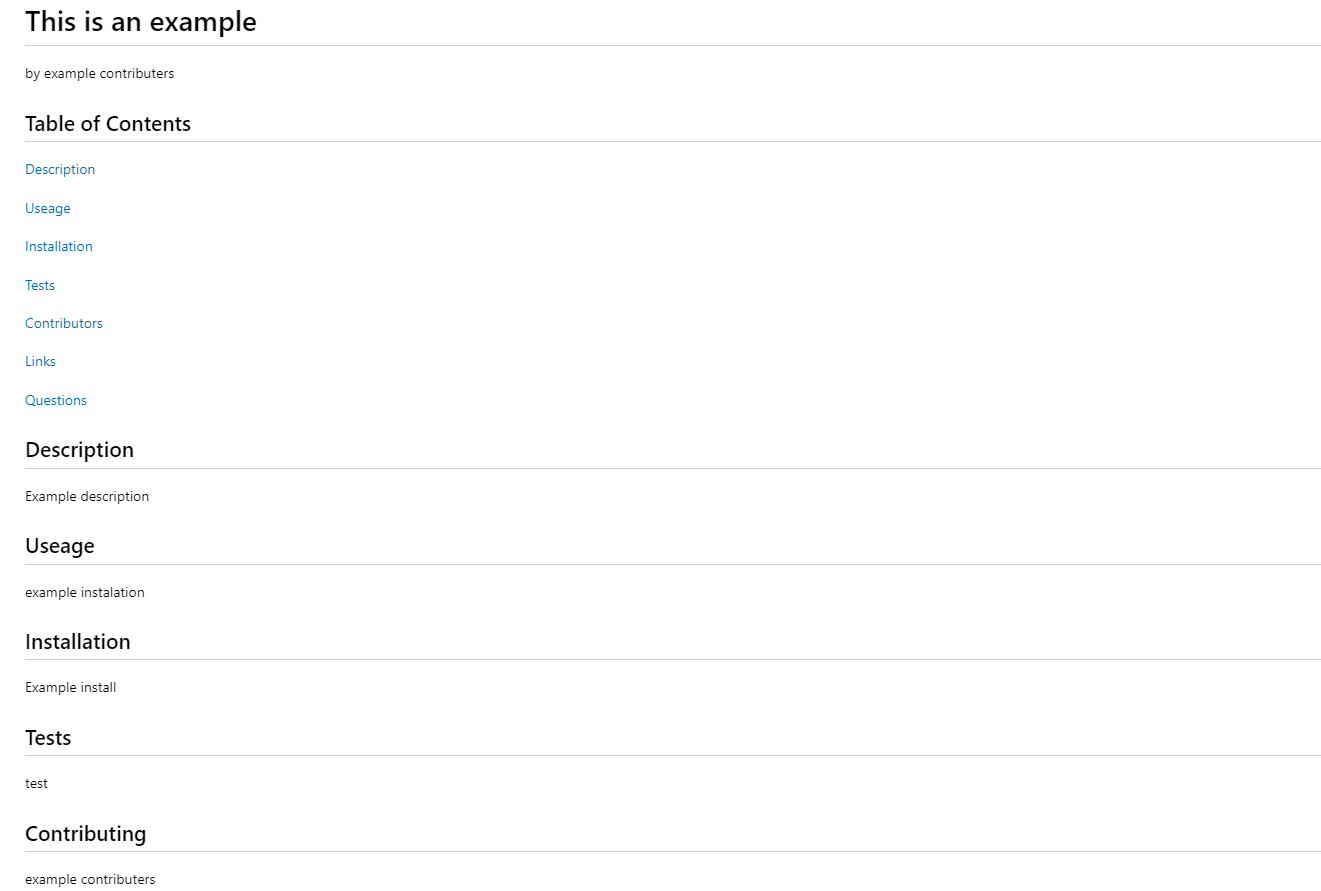 This is an example
by example contributers
Table of Contents
Description
Useage
Installation
Tests
Contributors
Links
Questions
Description
Example description
Useage
example instalation
Installation
Example install
Tests
test
Contributing
example contributers